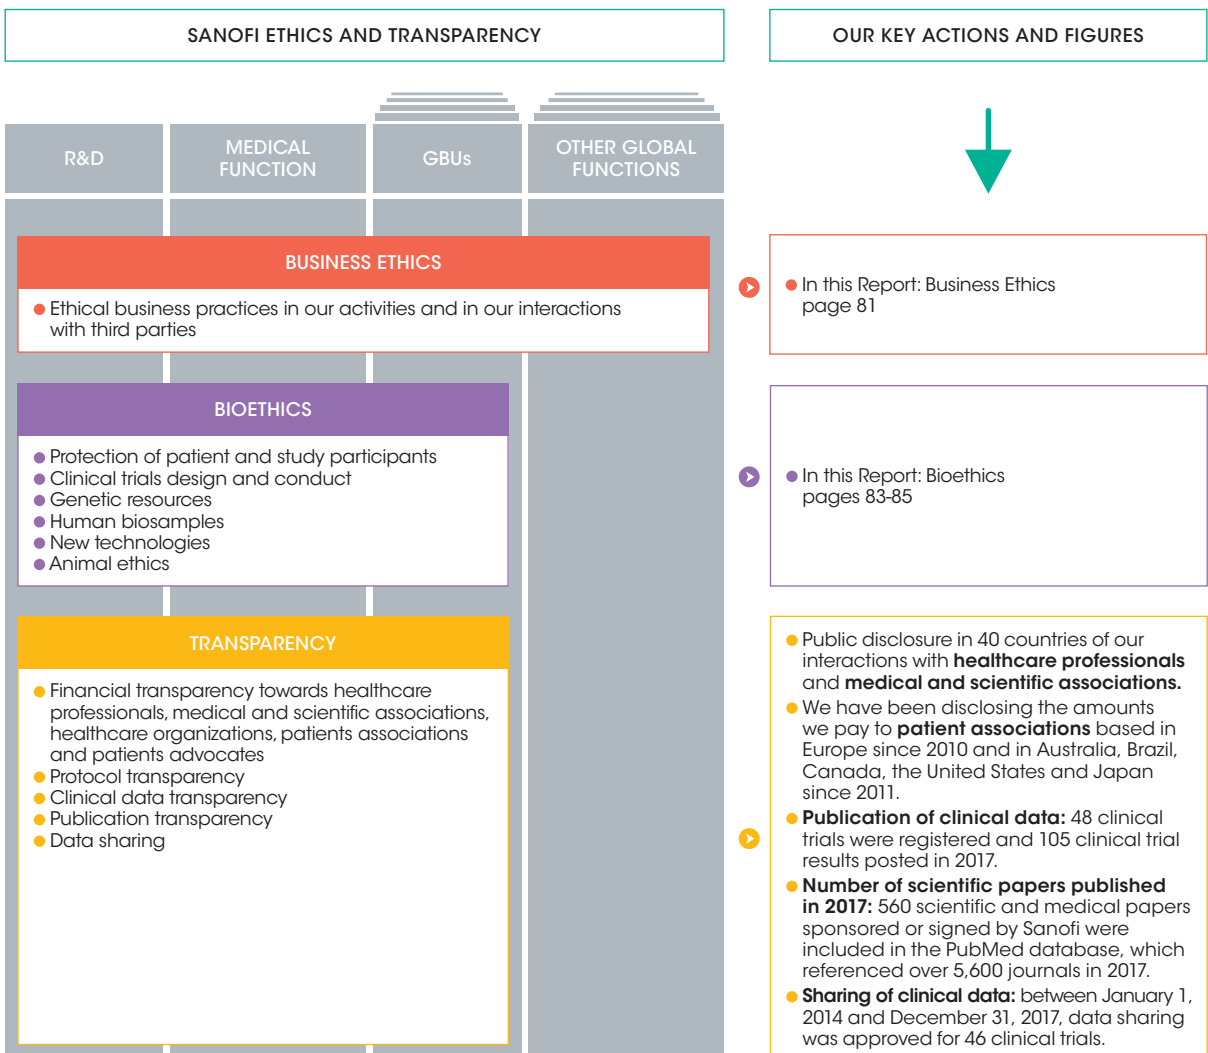 SANOFI ETHICS AND TRANSPARENCY
OUR KEY ACTIONS AND FIGURES
R&D
MEDICAL
FUNCTION
GBUs
OTHER GLOBAL
FUNCTIONS
BUSINESS ETHICS
Ethical business practices in our activities and in our interactions
with third parties
In this Report: Business Ethics
page 81
BIOETHICS
Protection of patient and study participants
Clinical trials design and conduct
Genetic resources
Human biosamples
New technologies
Animal ethics
In this Report: Bioethics
pages 83-85
TRANSPARENCY
Financial transparency towards healthcare
professionals, medical and scientific associations,
healthcare organizations, patients associations
and patients advocates
Protocol transparency
Clinical data transparency
Publication transparency
Data sharing
Public disclosure in 40 countries of our
interactions with healthcare professionals
and medical and scientific associations.
We have been disclosing the amounts
we pay to patient associations based in
Europe since 2010 and in Australia, Brazil,
Canada, the United States and Japan
since 2011.
Publication of clinical data: 48 clinical
trials were registered and 105 clinical trial
results posted in 2017.
Number of scientific papers published
in 2017: 560 scientific and medical papers
sponsored or signed by Sanofi were
included in the PubMed database, which
referenced over 5,600 journals in 2017.
Sharing of clinical data: between January 1,
2014 and December 31, 2017, data sharing
was approved for 46 clinical trials.